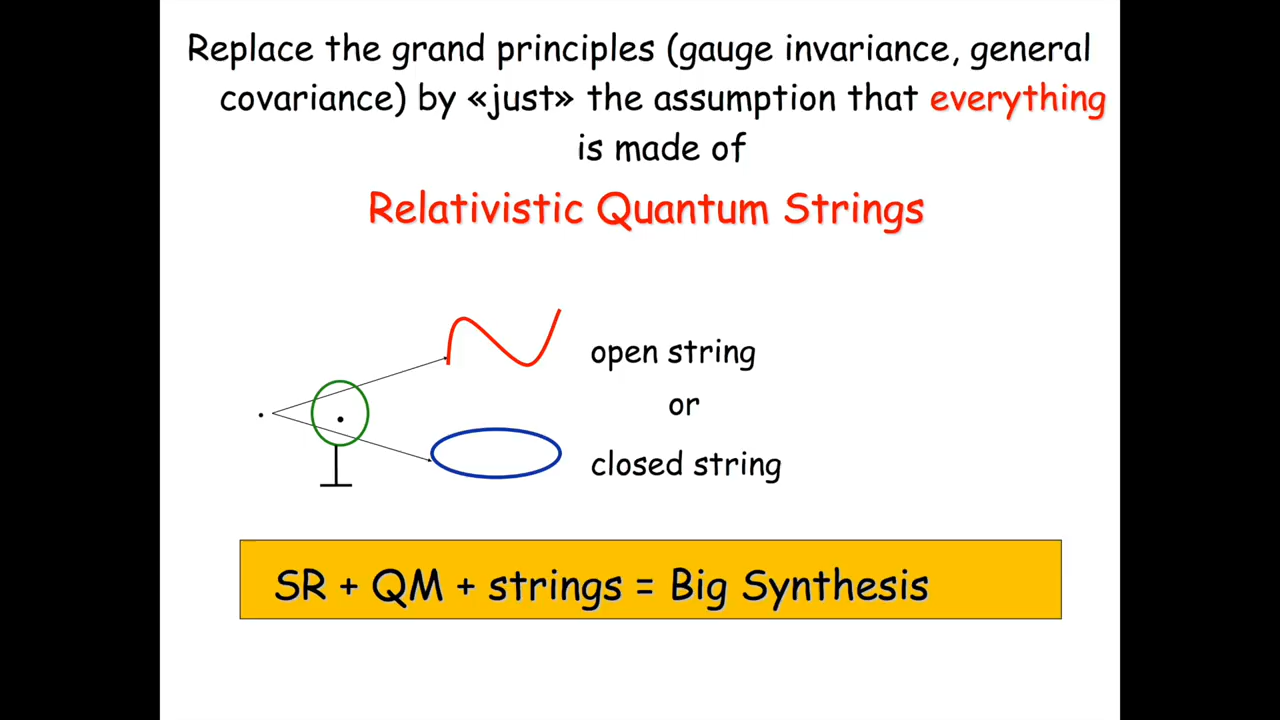 Replace the grand principles (gauge invariance, general
covariance) by «just» the assumption that everything
is made of
Relativistic Quantum Strings
open string
or
closed string
SR + QM + strings = Big Synthesis